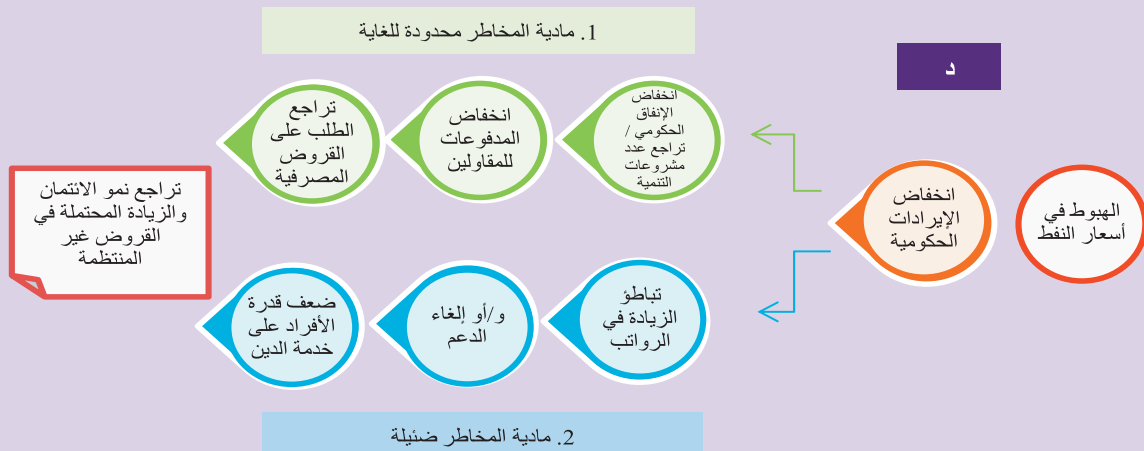 1. مادية المخاطر محدودة للغاية
د
الهبوط في
أسعار النفط
انخفاض
الإيرادات
الحكومية
انخفاض
الإنفاق
الحكومي /
تراجع عدد
مشروعات
التنمية
انخفاض
المدفوعات
للمقاولين
تراجع
الطلب على
القروض
المصرفية
تباطؤ
الزيادة في
الرواتب
و/أو إلغاء
الدعم
ضعف قدرة
الأفراد على
خدمة الدين
تراجع نمو الائتمان
والزيادة المحتملة في
القروض غير
المنتظمة
2. مادية المخاطر ضئيلة